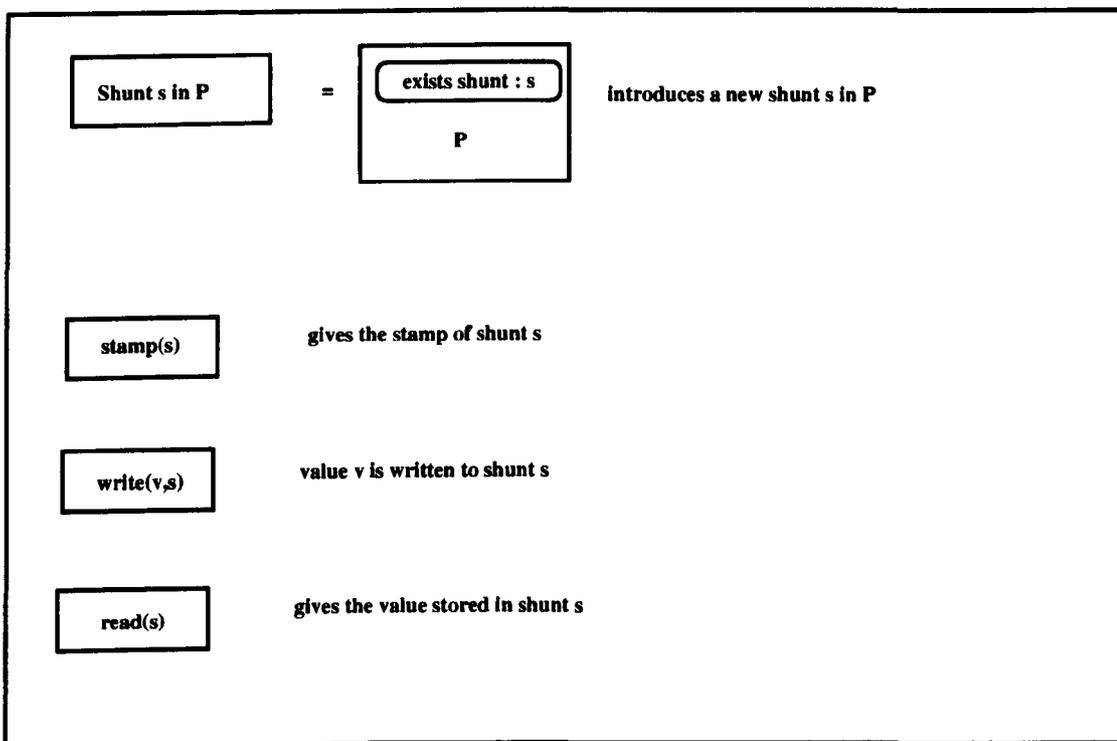 Shunt s in P = exists shunt : s introduces a new shunt s in P
P
stamp(s) gives the stamp of shunt s
write(v,s) value v is written to shunt s
read(s) gives the value stored in shunt s